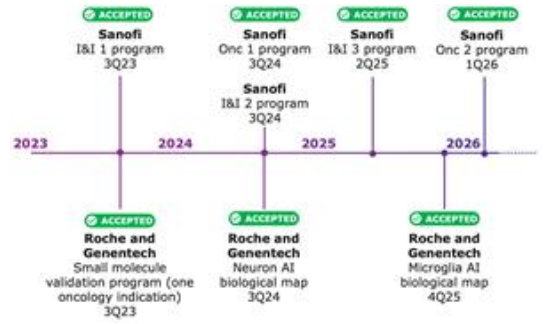 ACCEPTED
Sanofi
I&I 1 program
3Q23
ACCEPTED
Sanofi
Onc 1 program
3Q24
Sanofi
I&I 2 program
3Q24
ACCEPTED
Sanofi
I&I 3 program
2Q25
ACCEPTED
Sanofi
Onc 2 program
1Q26
2023
2024
2025
2026
ACCEPTED
Roche and
Genentech
Small molecule
validation program (one
oncology indication)
3Q23
ACCEPTED
Roche and
Genentech
Neuron AI
biological map
3Q24
ACCEPTED
Roche and
Genentech
Microglia AI
biological map
4Q25